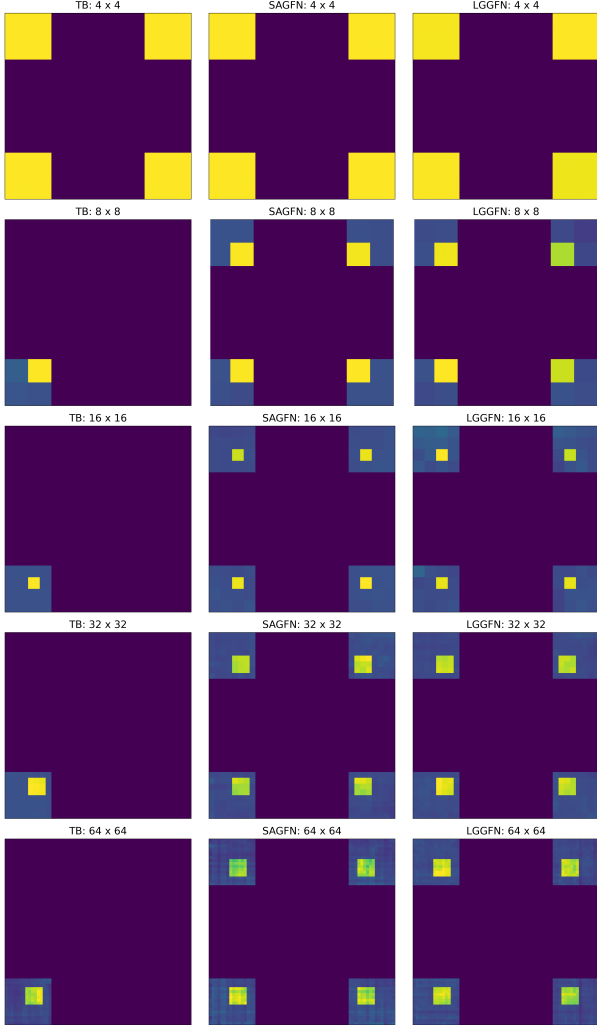 TB: 4 x 4
SAGFN: 4 x 4
LGGFN: 4 x 4
TB: 8 x 8
SAGFN: 8 x 8
LGGFN: 8 x 8
TB: 16 x 16
SAGFN: 16 x 16
LGGFN: 16 x 16
TB: 32 x 32
SAGFN: 32 x 32
LGGFN: 32 x 32
TB: 64 x 64
SAGFN: 64 x 64
LGGFN: 64 x 64